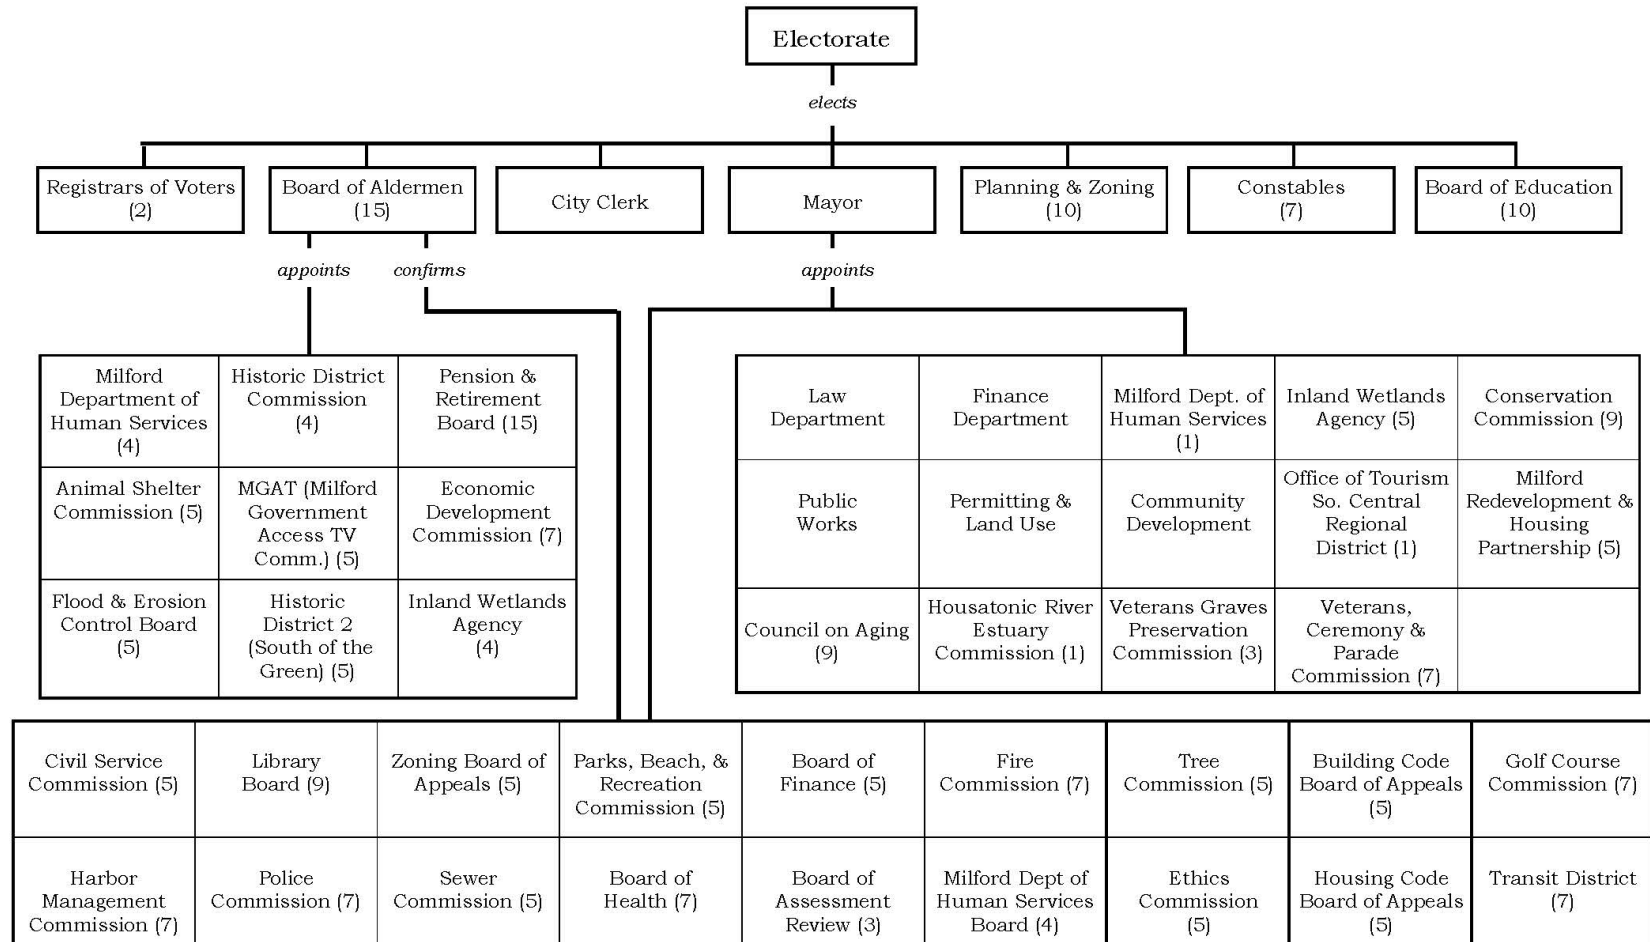 Electorate
elects
Registrars of Voters
(2)
Board of Aldermen
(15)
City Clerk
Mayor
Planning & Zoning
(10)
Constables
(7)
Board of Education
(10)
appoints
confirms
appoints
Milford
Department of
Human Services
(4)
Historic District
Commission
(4)
Pension &
Retirement
Board (15)
Animal Shelter
Commission (5)
MGAT (Milford
Government
Access TV
Comm.) (5)
Economic
Development
Commission (7)
Flood & Erosion
Control Board
(5)
Historic
District 2
(South of the
Green) (5)
Inland Wetlands
Agency
(4)
Law
Department
Finance
Department
Milford Dept. of
Human Services
(1)
Inland Wetlands
Agency (5)
Conservation
Commission (9)
Public
Works
Permitting &
Land Use
Community
Development
Office of Tourism
So. Central
Regional
District (1)
Milford
Redevelopment &
Housing
Partnership (5)
Council on Aging
(9)
Housatonic River
Estuary
Commission (1)
Veterans Graves
Preservation
Commission (3)
Veterans,
Ceremony &
Parade
Commission (7)
Civil Service
Commission (5)
Library
Board (9)
Zoning Board of
Appeals (5)
Parks, Beach, &
Recreation
Commission (5)
Board of
Finance (5)
Fire
Commission (7)
Tree
Commission (5)
Building Code
Board of Appeals
(5)
Golf Course
Commission (7)
Harbor
Management
Commission (7)
Police
Commission (7)
Sewer
Commission (5)
Board of
Health (7)
Board of
Assessment
Review (3)
Milford Dept of
Human Services
Board (4)
Ethics
Commission
(5)
Housing Code
Board of Appeals
(5)
Transit District
(7)